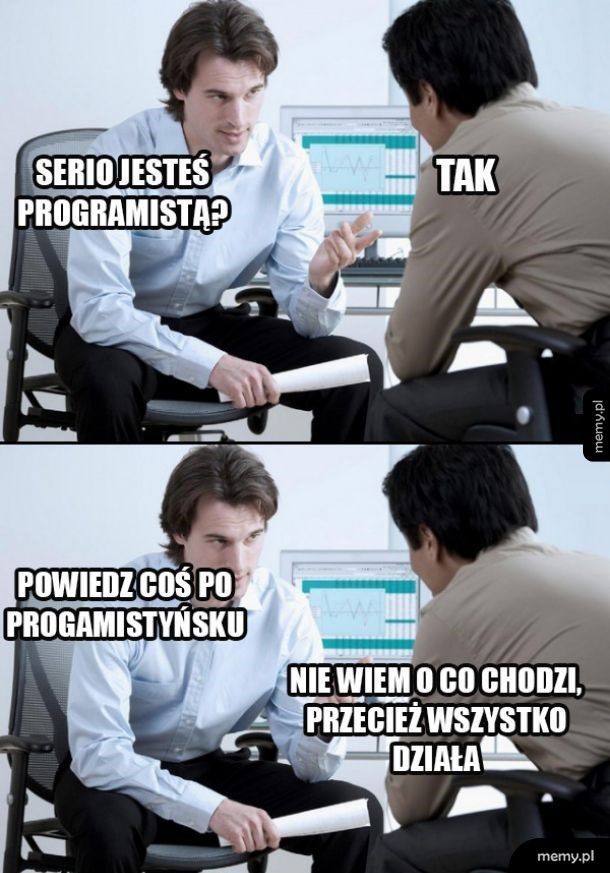 SERIO JESTEŚ
PROGRAMISTĄ?
TAK
memy.pl
POWIEDZ COŚ PO
PROGAMISTYŃSKU
NIE WIEM O CO CHODZI,
PRZECIEŻ WSZYSTKO
DZIAŁA
memy.pl